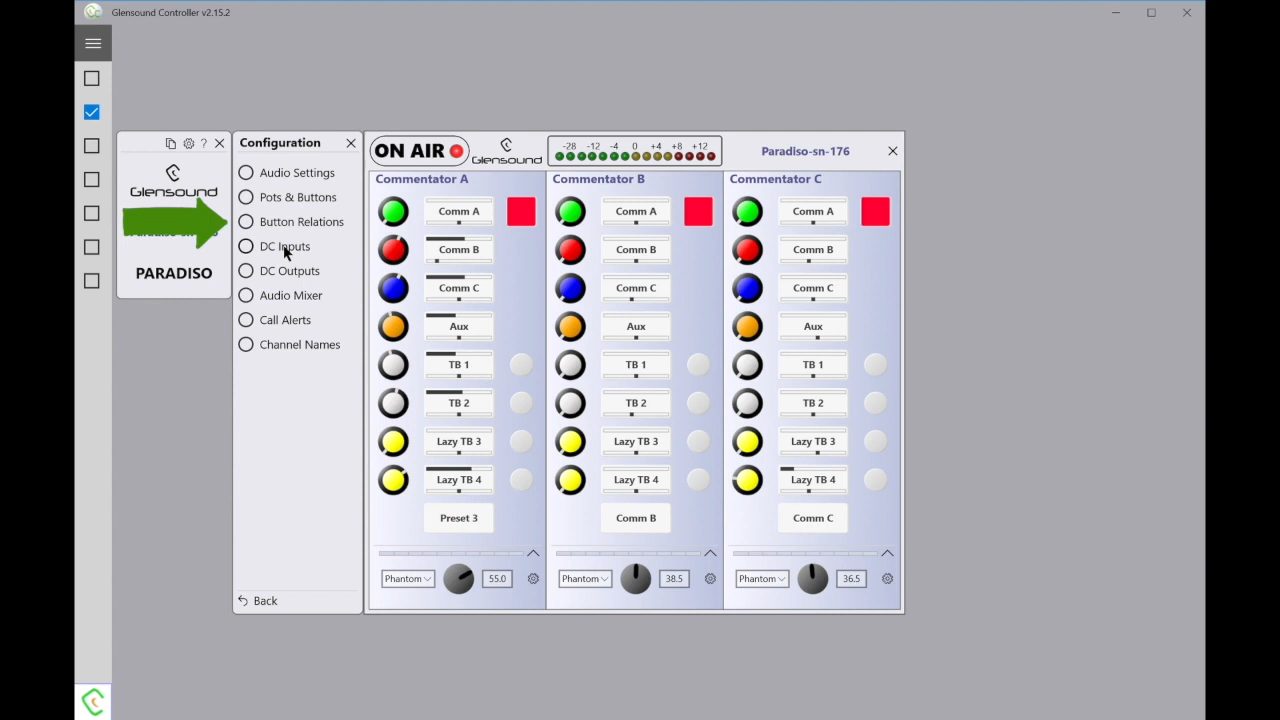 Glensound Controller v2.15.2
?
Glensound
PARADISO
Configuration
Audio Settings
Pots & Buttons
Button Relations
DC Inputs
DC Outputs
Audio Mixer
Call Alerts
Channel Names
Back
ON AIR
Glensound
-28 -12 -4 0 +4 +8 +12
Paradiso-sn-176
Commentator A
Comm A
Comm B
Comm C
Aux
TB 1
TB 2
Lazy TB 3
Lazy TB 4
Preset 3
Phantom
55.0
Commentator B
Comm A
Comm B
Comm C
Aux
TB 1
TB 2
Lazy TB 3
Lazy TB 4
Comm B
Phantom
38.5
Commentator C
Comm A
Comm B
Comm C
Aux
TB 1
TB 2
Lazy TB 3
Lazy TB 4
Comm C
Phantom
36.5